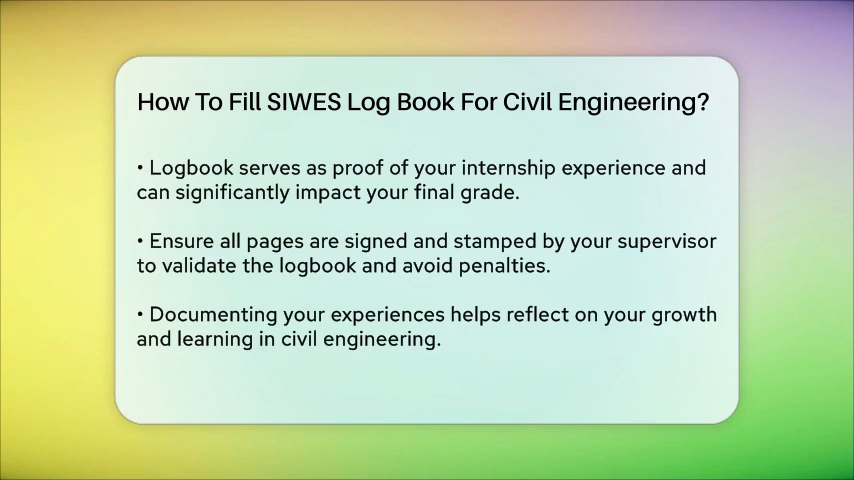 How To Fill SIWES Log Book For Civil Engineering?
• Logbook serves as proof of your internship experience and
can significantly impact your final grade.
• Ensure all pages are signed and stamped by your supervisor
to validate the logbook and avoid penalties.
• Documenting your experiences helps reflect on your growth
and learning in civil engineering.